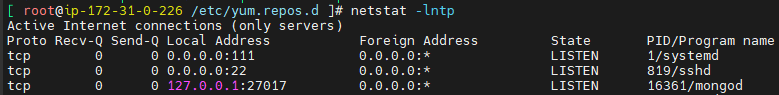 [ root@ip-172-31-0-226 /etc/yum.repos.d ]# netstat -lntp
Active Internet connections (only servers)
Proto Recv-Q Send-Q Local Address           Foreign Address         State       PID/Program name
tcp        0      0 0.0.0.0:111             0.0.0.0:*               LISTEN      1/systemd
tcp        0      0 0.0.0.0:22              0.0.0.0:*               LISTEN      819/sshd
tcp        0      0 127.0.0.1:27017         0.0.0.0:*               LISTEN      16361/mongod